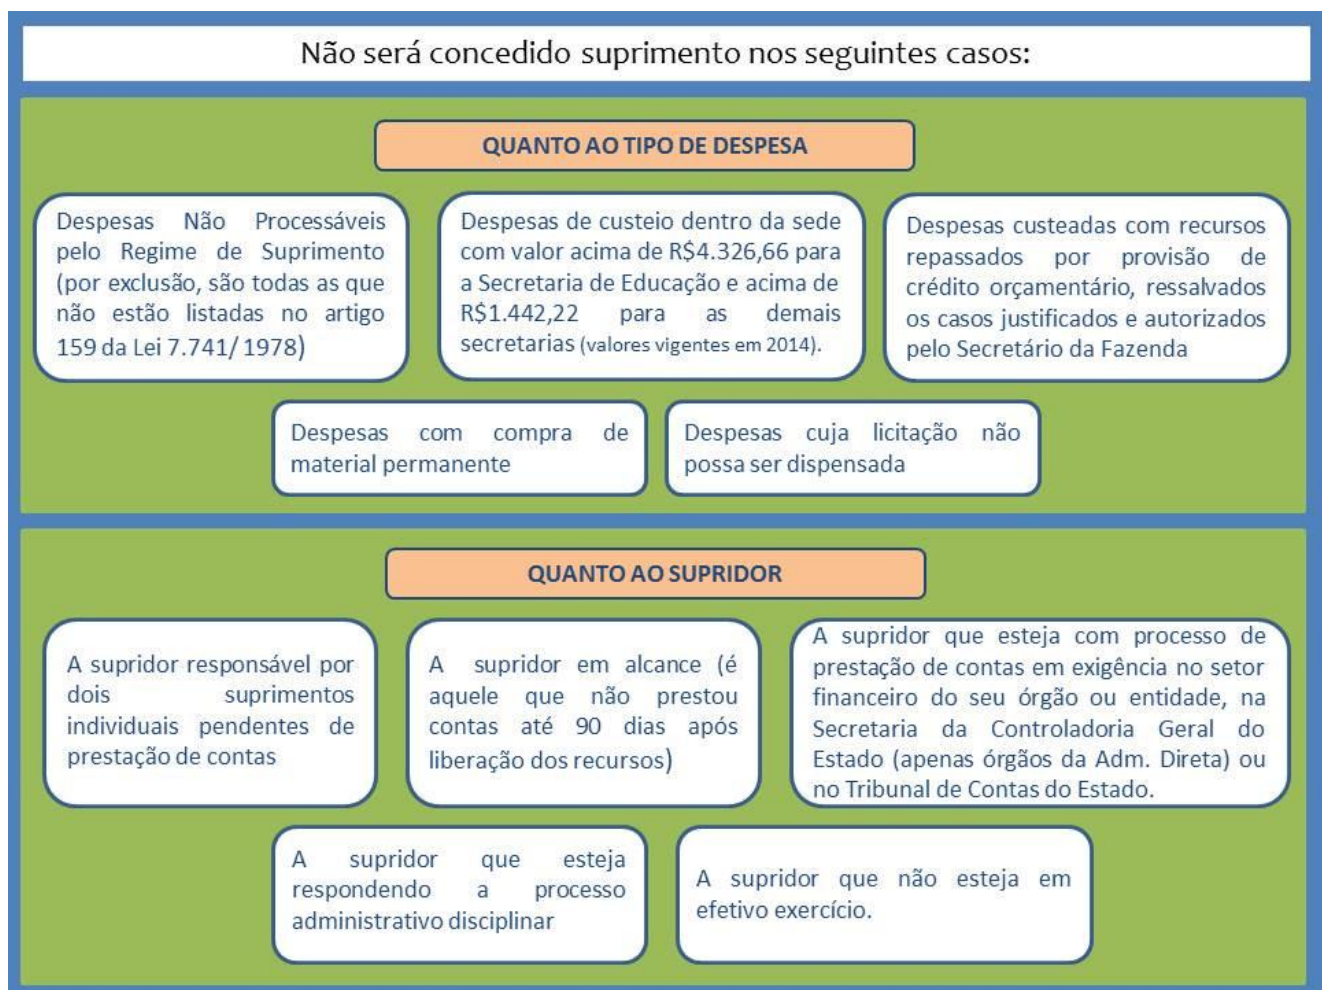 Não será concedido suprimento nos seguintes casos:
QUANTO AO TIPO DE DESPESA
Despesas Não Processáveis
pelo Regime de Suprimento
(por exclusão, são todas as que
não estão listadas no artigo
159 da Lei 7.741/ 1978)
Despesas de custeio dentro da sede
com valor acima de R$4.326,66 para
a Secretaria de Educação e acima de
R$1.442,22 para as demais
secretarias (valores vigentes em 2014).
Despesas custeadas com recursos
repassados por provisão de
crédito orçamentário, ressalvados
os casos justificados e autorizados
pelo Secretário da Fazenda
Despesas com compra de
material permanente
Despesas cuja licitação não
possa ser dispensada
QUANTO AO SUPRIDOR
A supridor responsável por
dois suprimentos
individuais pendentes de
prestação de contas
A supridor em alcance (é
aquele que não prestou
contas até 90 dias após
liberação dos recursos)
A supridor que esteja com processo de
prestação de contas em exigência no setor
financeiro do seu órgão ou entidade, na
Secretaria da Controladoria Geral do
Estado (apenas órgãos da Adm. Direta) ou
no Tribunal de Contas do Estado.
A supridor que esteja
respondendo a processo
administrativo disciplinar
A supridor que não esteja em
efetivo exercício.